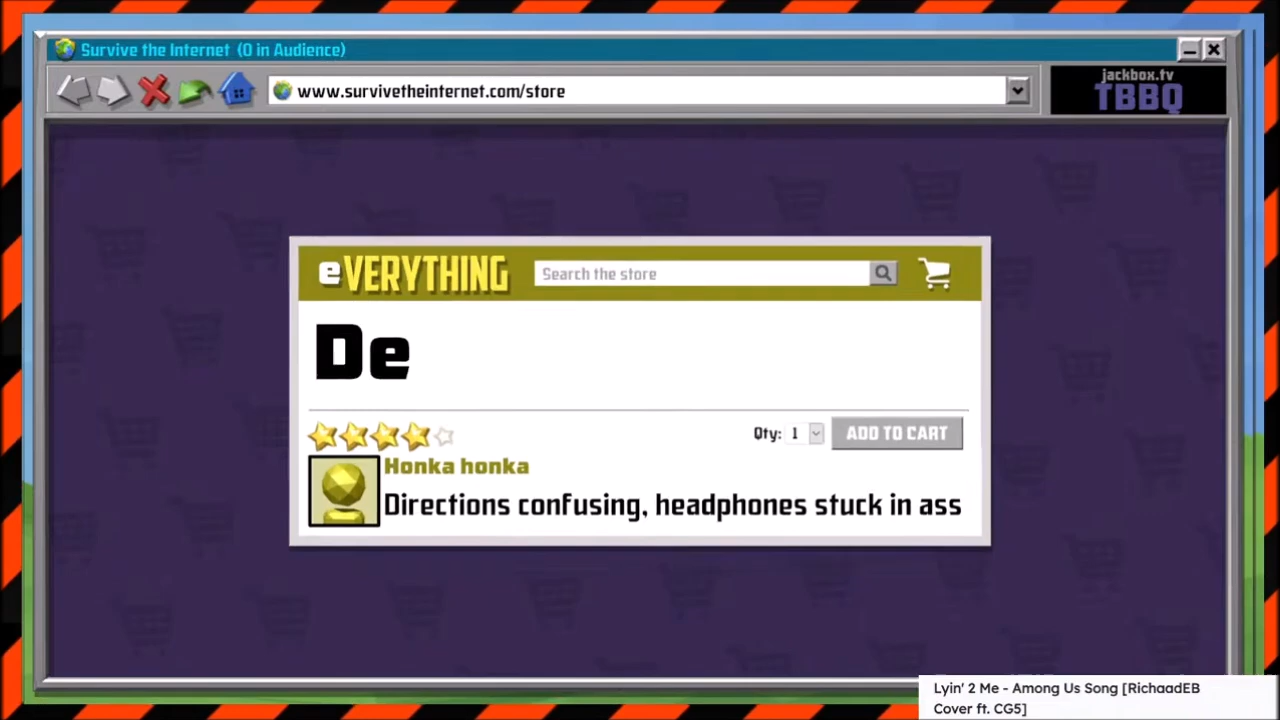 Survive the Internet (0 in Audience)
www.survivetheinternet.com/store
jackbox.tv
TBBQ
eVERYTHING
Search the store
De
Qty: 1
ADD TO CART
Honka honka
Directions confusing, headphones stuck in ass
Lyin' 2 Me - Among Us Song [RichaadEB
Cover ft. CG5]